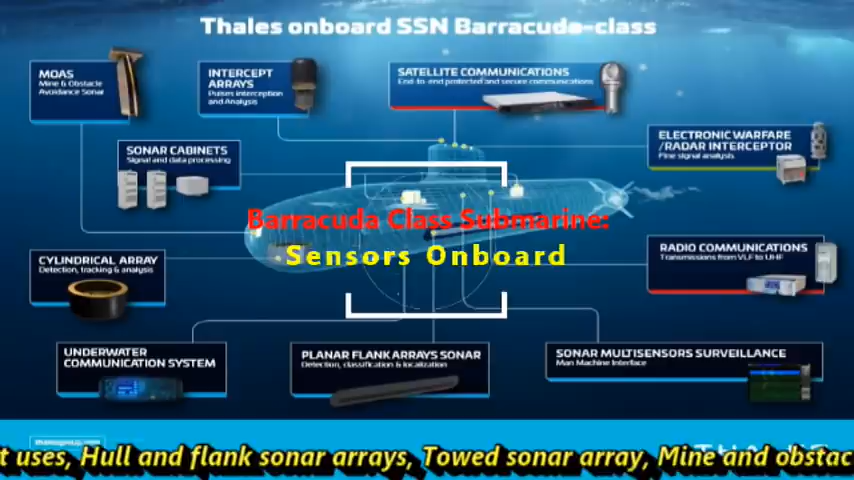 Thales onboard SSN Barracuda-class
MOAS
Mine & Obstacle
Avoidance Sonar
INTERCEPT
ARRAYS
Pulses interception
and Analysis
SATELLITE COMMUNICATIONS
End-to-end protected and secure communications
SONAR CABINETS
Signal and data processing
ELECTRONIC WARFARE
/RADAR INTERCEPTOR
Fine signal analysis
Barracuda Class Submarine:
Sensors Onboard
CYLINDRICAL ARRAY
Detection, tracking & analysis
RADIO COMMUNICATIONS
Transmissions from VLF to UHF
UNDERWATER
COMMUNICATION SYSTEM
PLANAR FLANK ARRAYS SONAR
Detection, classification & localization
SONAR MULTISENSORS SURVEILLANCE
Man Machine Interface
t uses, Hull and flank sonar arrays, Towed sonar array, Mine and obstac